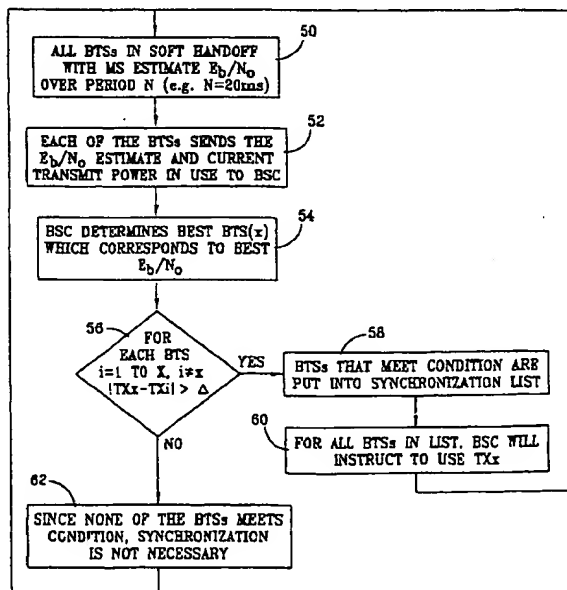 50
ALL BTSs IN SOFT HANDOFF
WITH MS ESTIMATE Eb/No
OVER PERIOD N (e.g. N=20ms)
52
EACH OF THE BTSs SENDS THE
Eb/No ESTIMATE AND CURRENT
TRANSMIT POWER IN USE TO BSC
54
BSC DETERMINES BEST BTS(x)
WHICH CORRESPONDS TO BEST
Eb/No
56
FOR
EACH BTS
i=1 TO X, i≠x
|TXx-TXi| > Δ
YES
NO
58
BTSs THAT MEET CONDITION ARE
PUT INTO SYNCHRONIZATION LIST
60
FOR ALL BTSs IN LIST, BSC WILL
INSTRUCT TO USE TXx
62
SINCE NONE OF THE BTSs MEETS
CONDITION, SYNCHRONIZATION
IS NOT NECESSARY